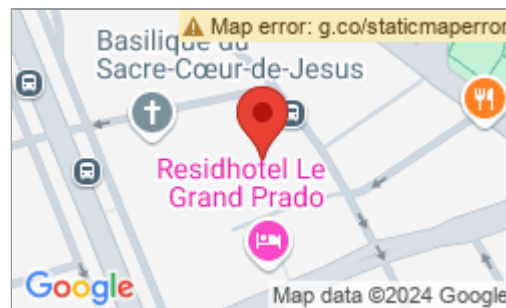 Map error: g.co/staticmaperror
Basilique du
Sacre-Cœur-de-Jesus
Residhotel Le
Grand Prado
Google
Map data ©2024 Google